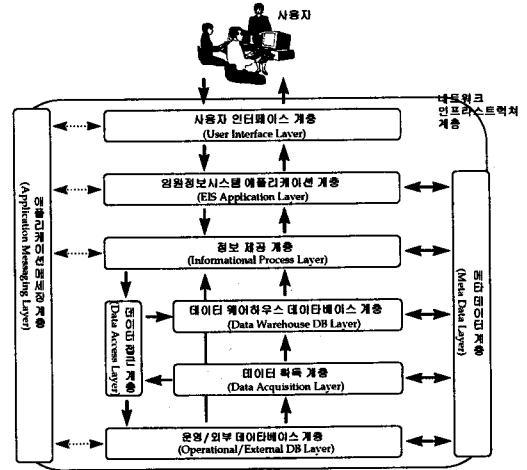 사용자
네트워크
인프라스트럭쳐
계층
사용자 인터페이스 계층
(User Interface Layer)
임원정보시스템 애플리케이션 계층
(EIS Application Layer)
정보 제공 계층
(Informational Process Layer)
데이터 웨어하우스 데이타베이스 계층
(Data Warehouse DB Layer)
데이터 획득 계층
(Data Acquisition Layer)
운영/외부 데이타베이스 계층
(Operational/External DB Layer)
애플리케이션메세징 계층
(Application Messaging Layer)
데이터 접근 계층
(Data Access Layer)
메타데이터 계층
(Meta Data Layer)